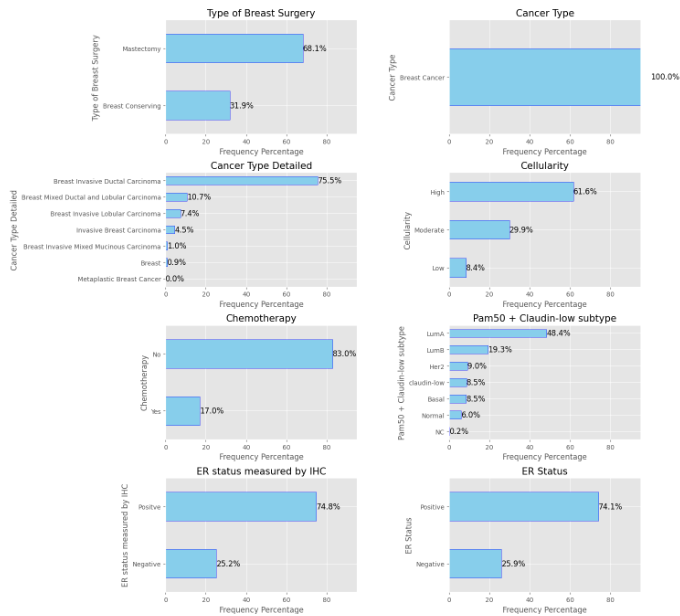 Type of Breast Surgery
Type of Breast Surgery
Mastectomy
68.1%
Breast Conserving
31.9%
0 20 40 60 80
Frequency Percentage
Cancer Type
Cancer Type
Breast Cancer
100.0%
0 20 40 60 80
Frequency Percentage
Cancer Type Detailed
Cancer Type Detailed
Breast Invasive Ductal Carcinoma
75.5%
Breast Mixed Ductal and Lobular Carcinoma
10.7%
Breast Invasive Lobular Carcinoma
7.4%
Invasive Breast Carcinoma
4.5%
Breast Invasive Mixed Mucinous Carcinoma
1.0%
Breast
0.9%
Metaplastic Breast Cancer
0.0%
0 20 40 60 80
Frequency Percentage
Cellularity
Cellularity
High
61.6%
Moderate
29.9%
Low
8.4%
0 20 40 60 80
Frequency Percentage
Chemotherapy
Chemotherapy
No
83.0%
Yes
17.0%
0 20 40 60 80
Frequency Percentage
Pam50 + Claudin-low subtype
Pam50 + Claudin-low subtype
LumA
48.4%
LumB
19.3%
Her2
9.0%
claudin-low
8.5%
Basal
8.5%
Normal
6.0%
NC
0.2%
0 20 40 60 80
Frequency Percentage
ER status measured by IHC
ER status measured by IHC
Positve
74.8%
Negative
25.2%
0 20 40 60 80
Frequency Percentage
ER Status
ER Status
Positive
74.1%
Negative
25.9%
0 20 40 60 80
Frequency Percentage